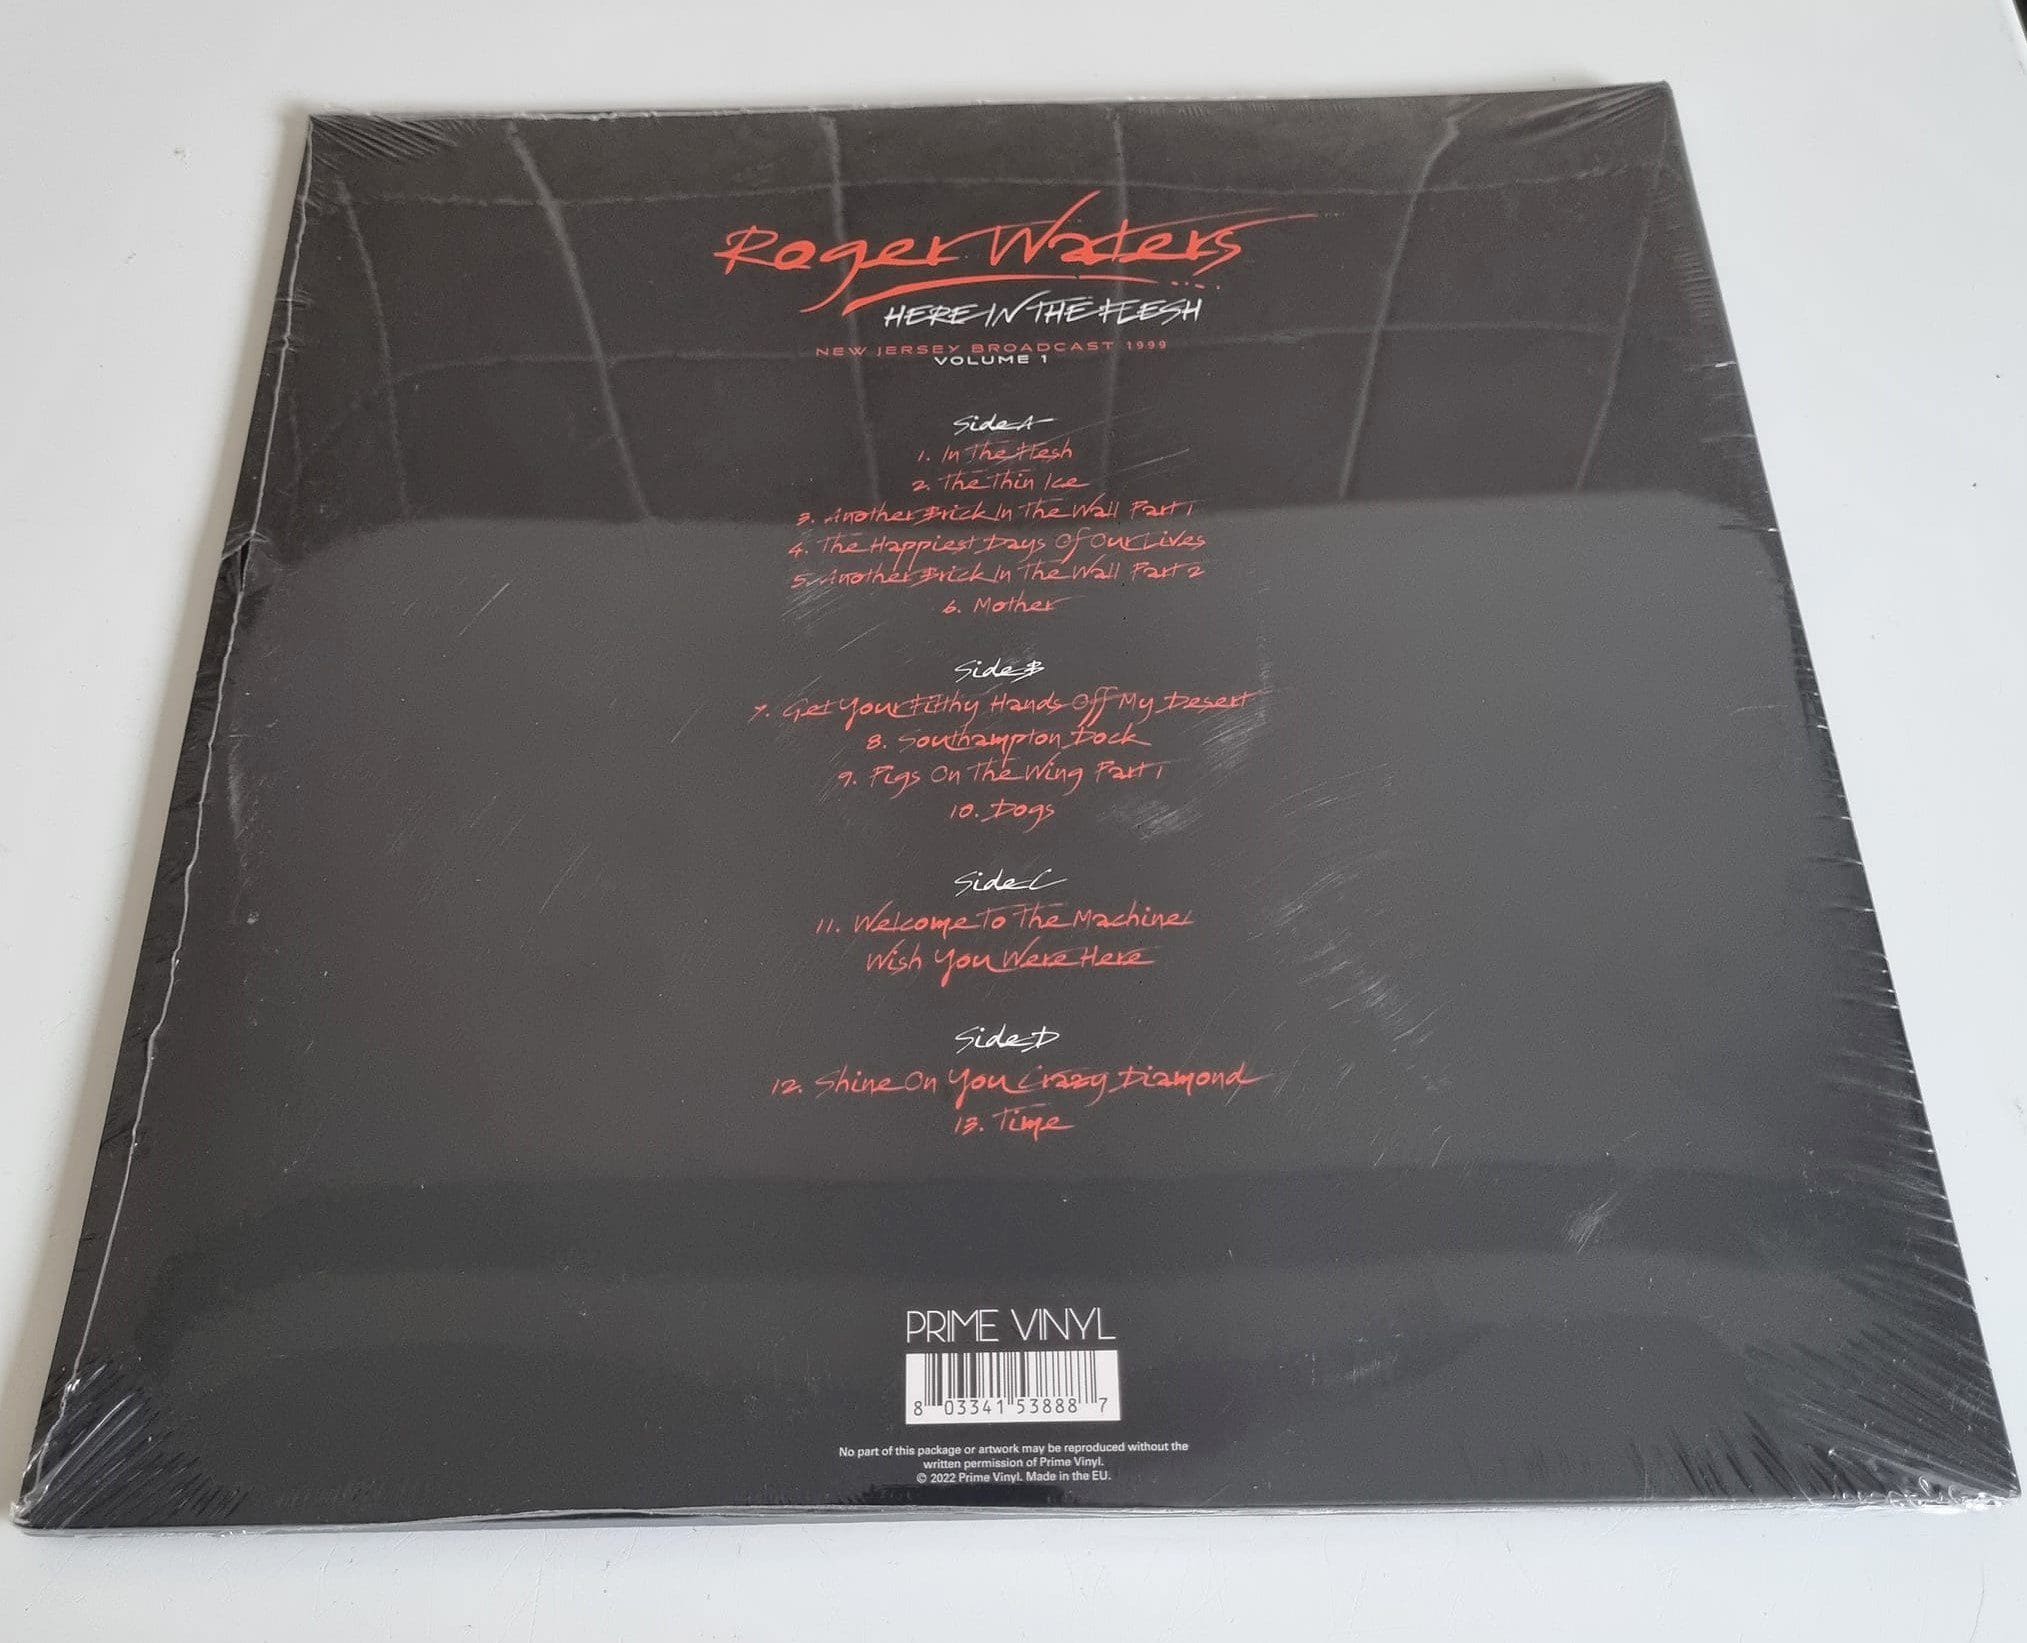 Roger Waters
HERE IN THE FLESH
NEW JERSEY BROADCAST 1999
VOLUME 1
Side A
1. In The Flesh
2. The Thin Ice
3. Another Brick In The Wall Part 1
4. The Happiest Days Of Our Lives
5. Another Brick In The Wall Part 2
6. Mother
Side B
7. Get Your Filthy Hands Off My Desert
8. Southampton Dock
9. Pigs On The Wing Part 1
10. Dogs
Side C
11. Welcome To The Machine/
Wish You Were Here
Side D
12. Shine On You Crazy Diamond
13. Time
PRIME VINYL
8 03341 53888 7
No part of this package or artwork may be reproduced without the
written permission of Prime Vinyl.
© 2022 Prime Vinyl. Made in the EU.